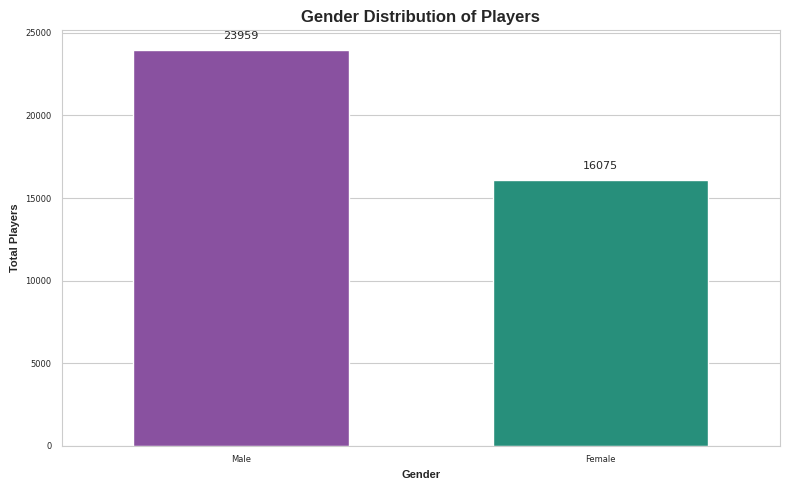 Gender Distribution of Players
25000
20000
15000
10000
5000
0
Total Players
23959
16075
Male
Female
Gender